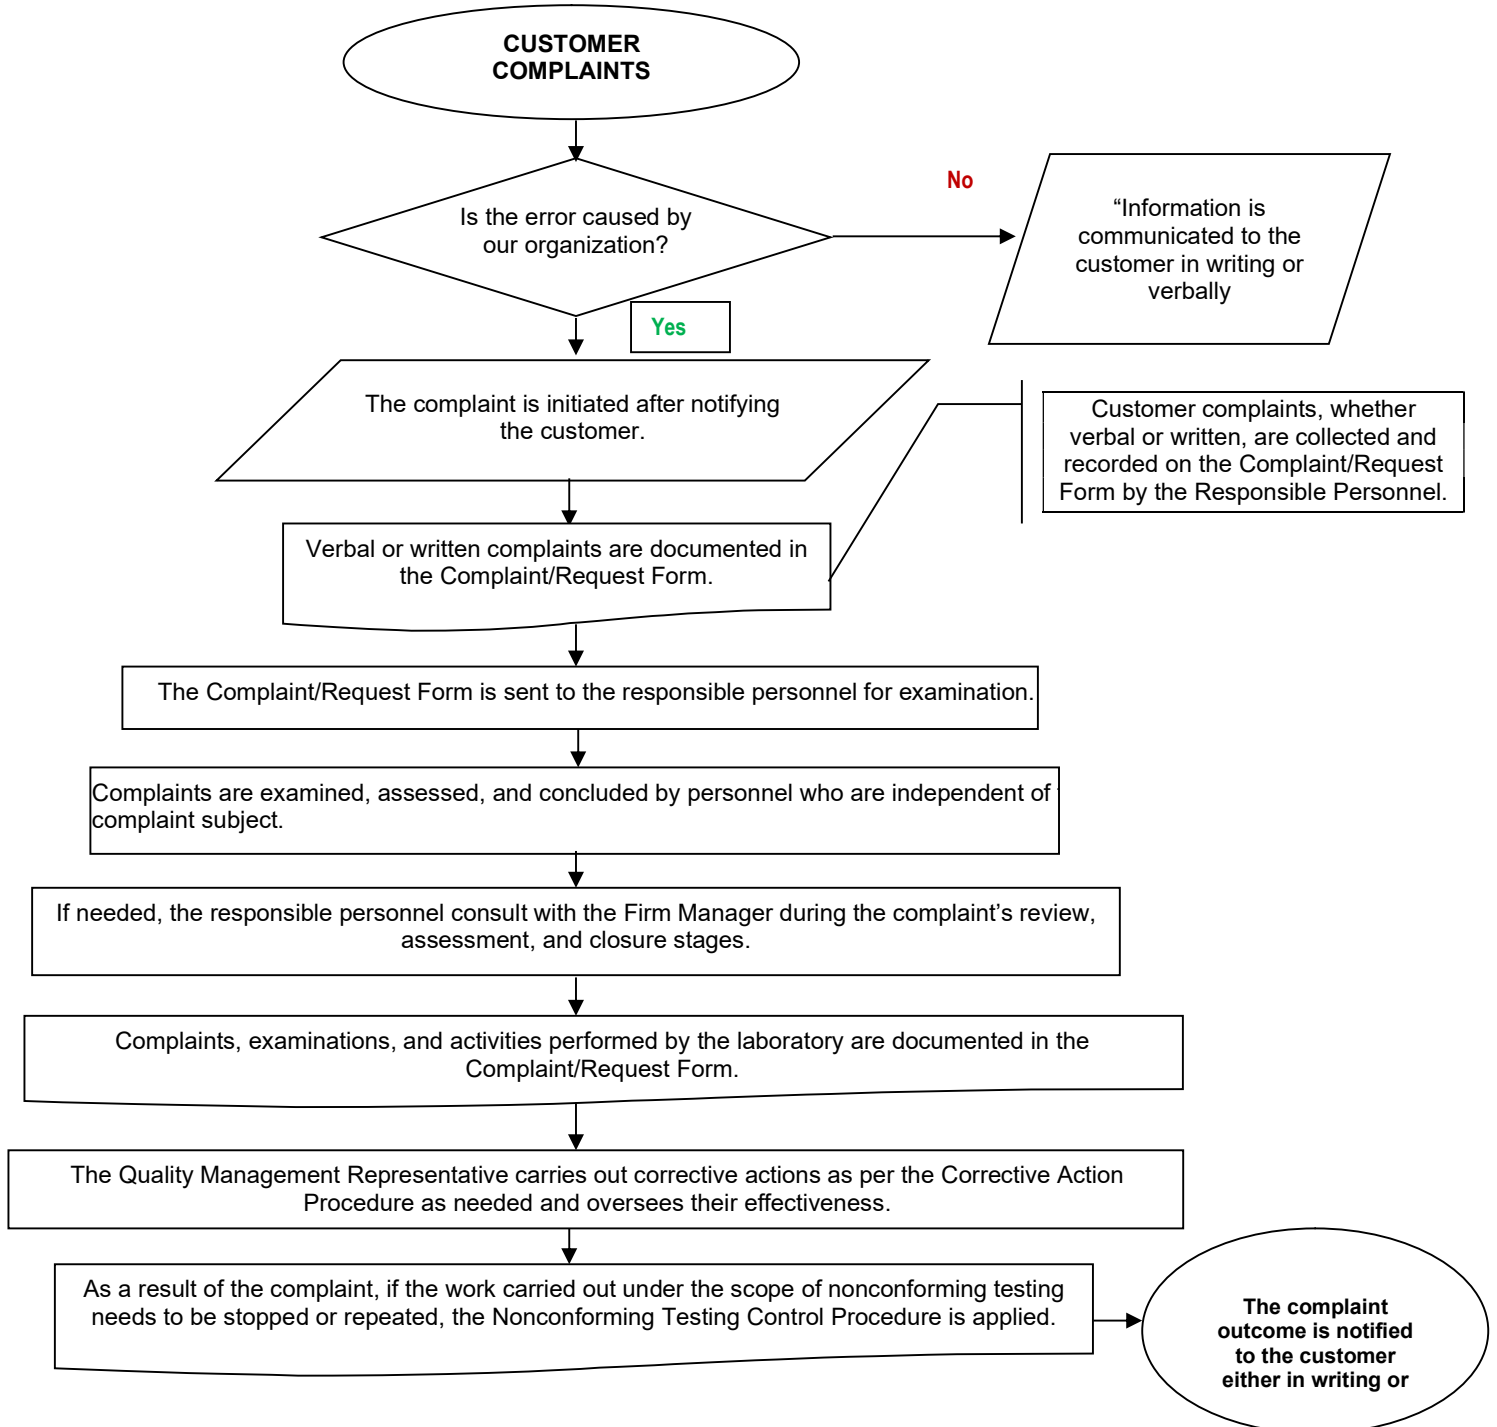 CUSTOMER
COMPLAINTS
No
Is the error caused by
our organization?
“Information is
communicated to the
customer in writing or
verbally
Yes
The complaint is initiated after notifying
the customer.
Customer complaints, whether
verbal or written, are collected and
recorded on the Complaint/Request
Form by the Responsible Personnel.
Verbal or written complaints are documented in
the Complaint/Request Form.
The Complaint/Request Form is sent to the responsible personnel for examination.
Complaints are examined, assessed, and concluded by personnel who are independent of
complaint subject.
If needed, the responsible personnel consult with the Firm Manager during the complaint’s review,
assessment, and closure stages.
Complaints, examinations, and activities performed by the laboratory are documented in the
Complaint/Request Form.
The Quality Management Representative carries out corrective actions as per the Corrective Action
Procedure as needed and oversees their effectiveness.
As a result of the complaint, if the work carried out under the scope of nonconforming testing
needs to be stopped or repeated, the Nonconforming Testing Control Procedure is applied.
The complaint
outcome is notified
to the customer
either in writing or